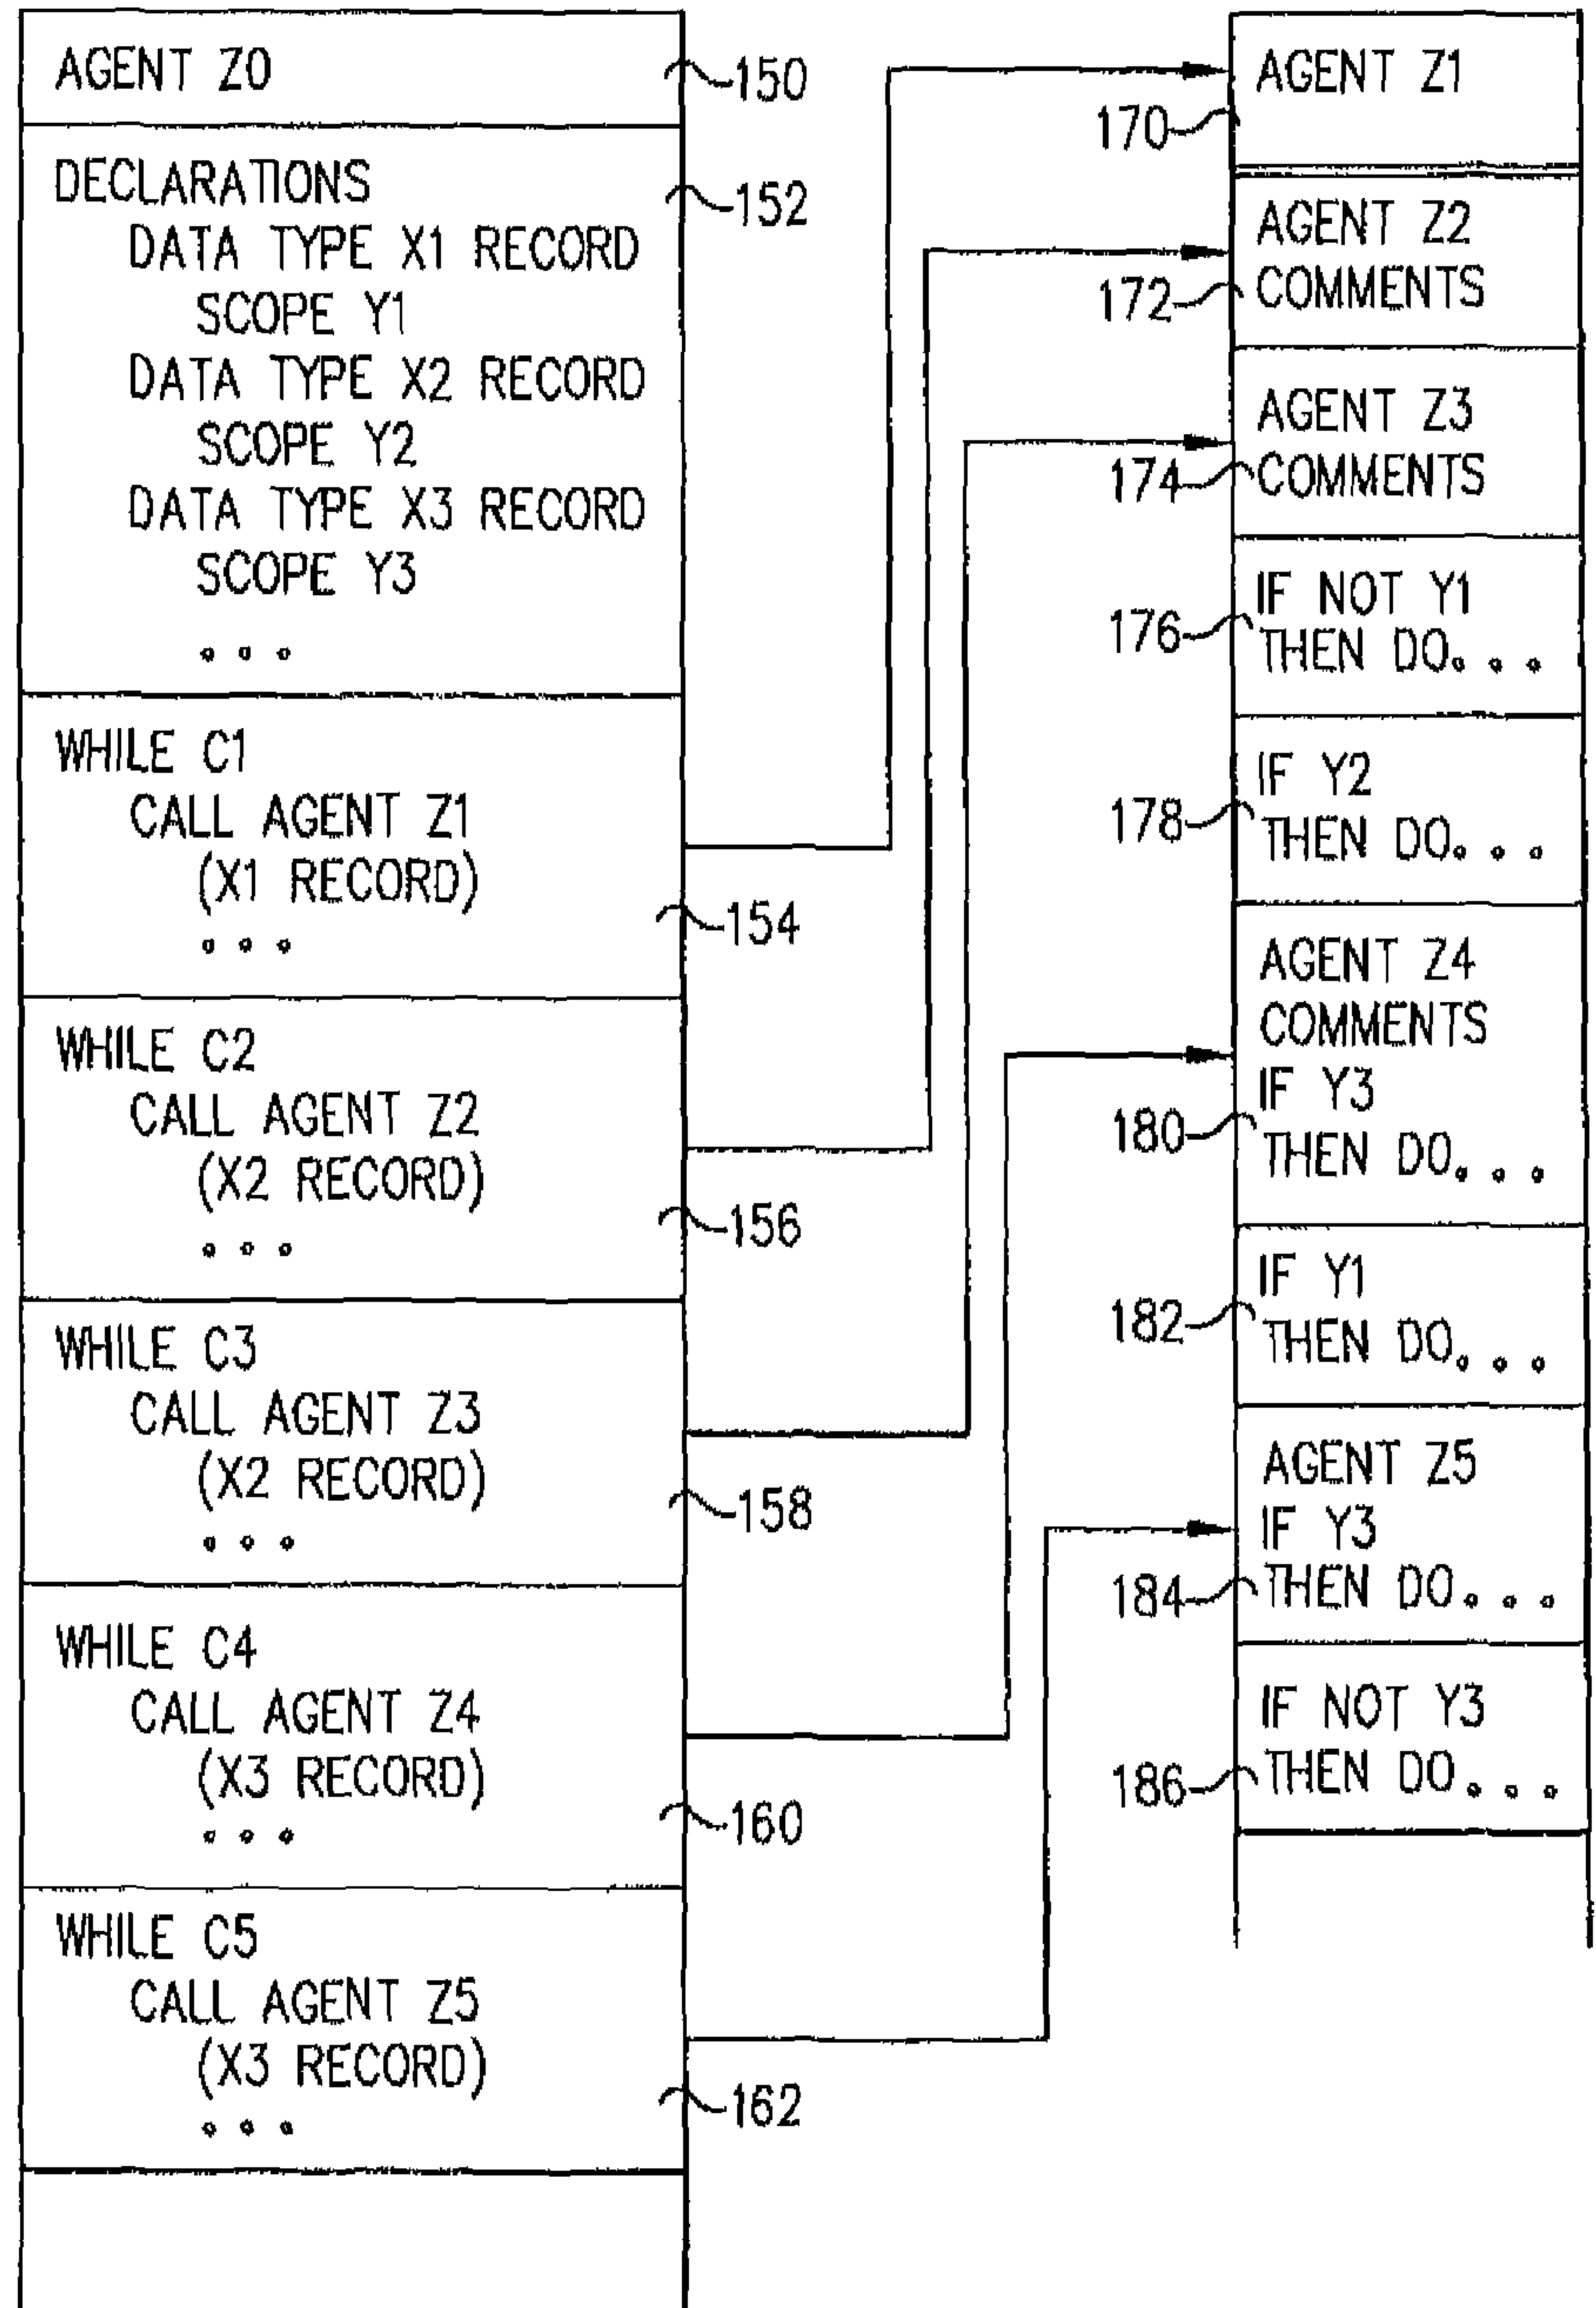 AGENT Z0
150
DECLARATIONS
152
DATA TYPE X1 RECORD
SCOPE Y1
DATA TYPE X2 RECORD
SCOPE Y2
DATA TYPE X3 RECORD
SCOPE Y3
...
WHILE C1
CALL AGENT Z1
(X1 RECORD)
154
...
WHILE C2
CALL AGENT Z2
(X2 RECORD)
156
...
WHILE C3
CALL AGENT Z3
(X2 RECORD)
158
...
WHILE C4
CALL AGENT Z4
(X3 RECORD)
160
...
WHILE C5
CALL AGENT Z5
(X3 RECORD)
162
...
AGENT Z1
170
AGENT Z2
172 COMMENTS
AGENT Z3
174 COMMENTS
IF NOT Y1
176 THEN DO...
IF Y2
178 THEN DO...
AGENT Z4
COMMENTS
IF Y3
180 THEN DO...
IF Y1
182 THEN DO...
AGENT Z5
IF Y3
184 THEN DO...
IF NOT Y3
186 THEN DO...